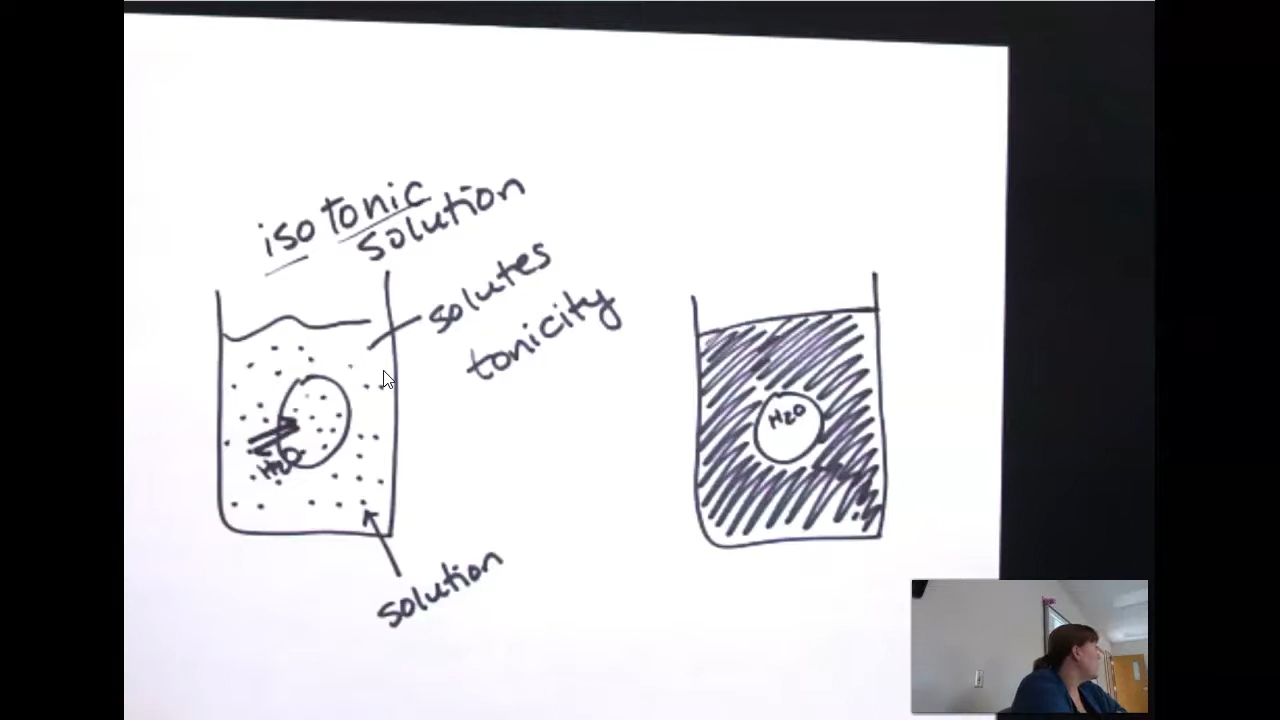 isotonic
solution
solutes
tonicity
H2O
solution
H2O